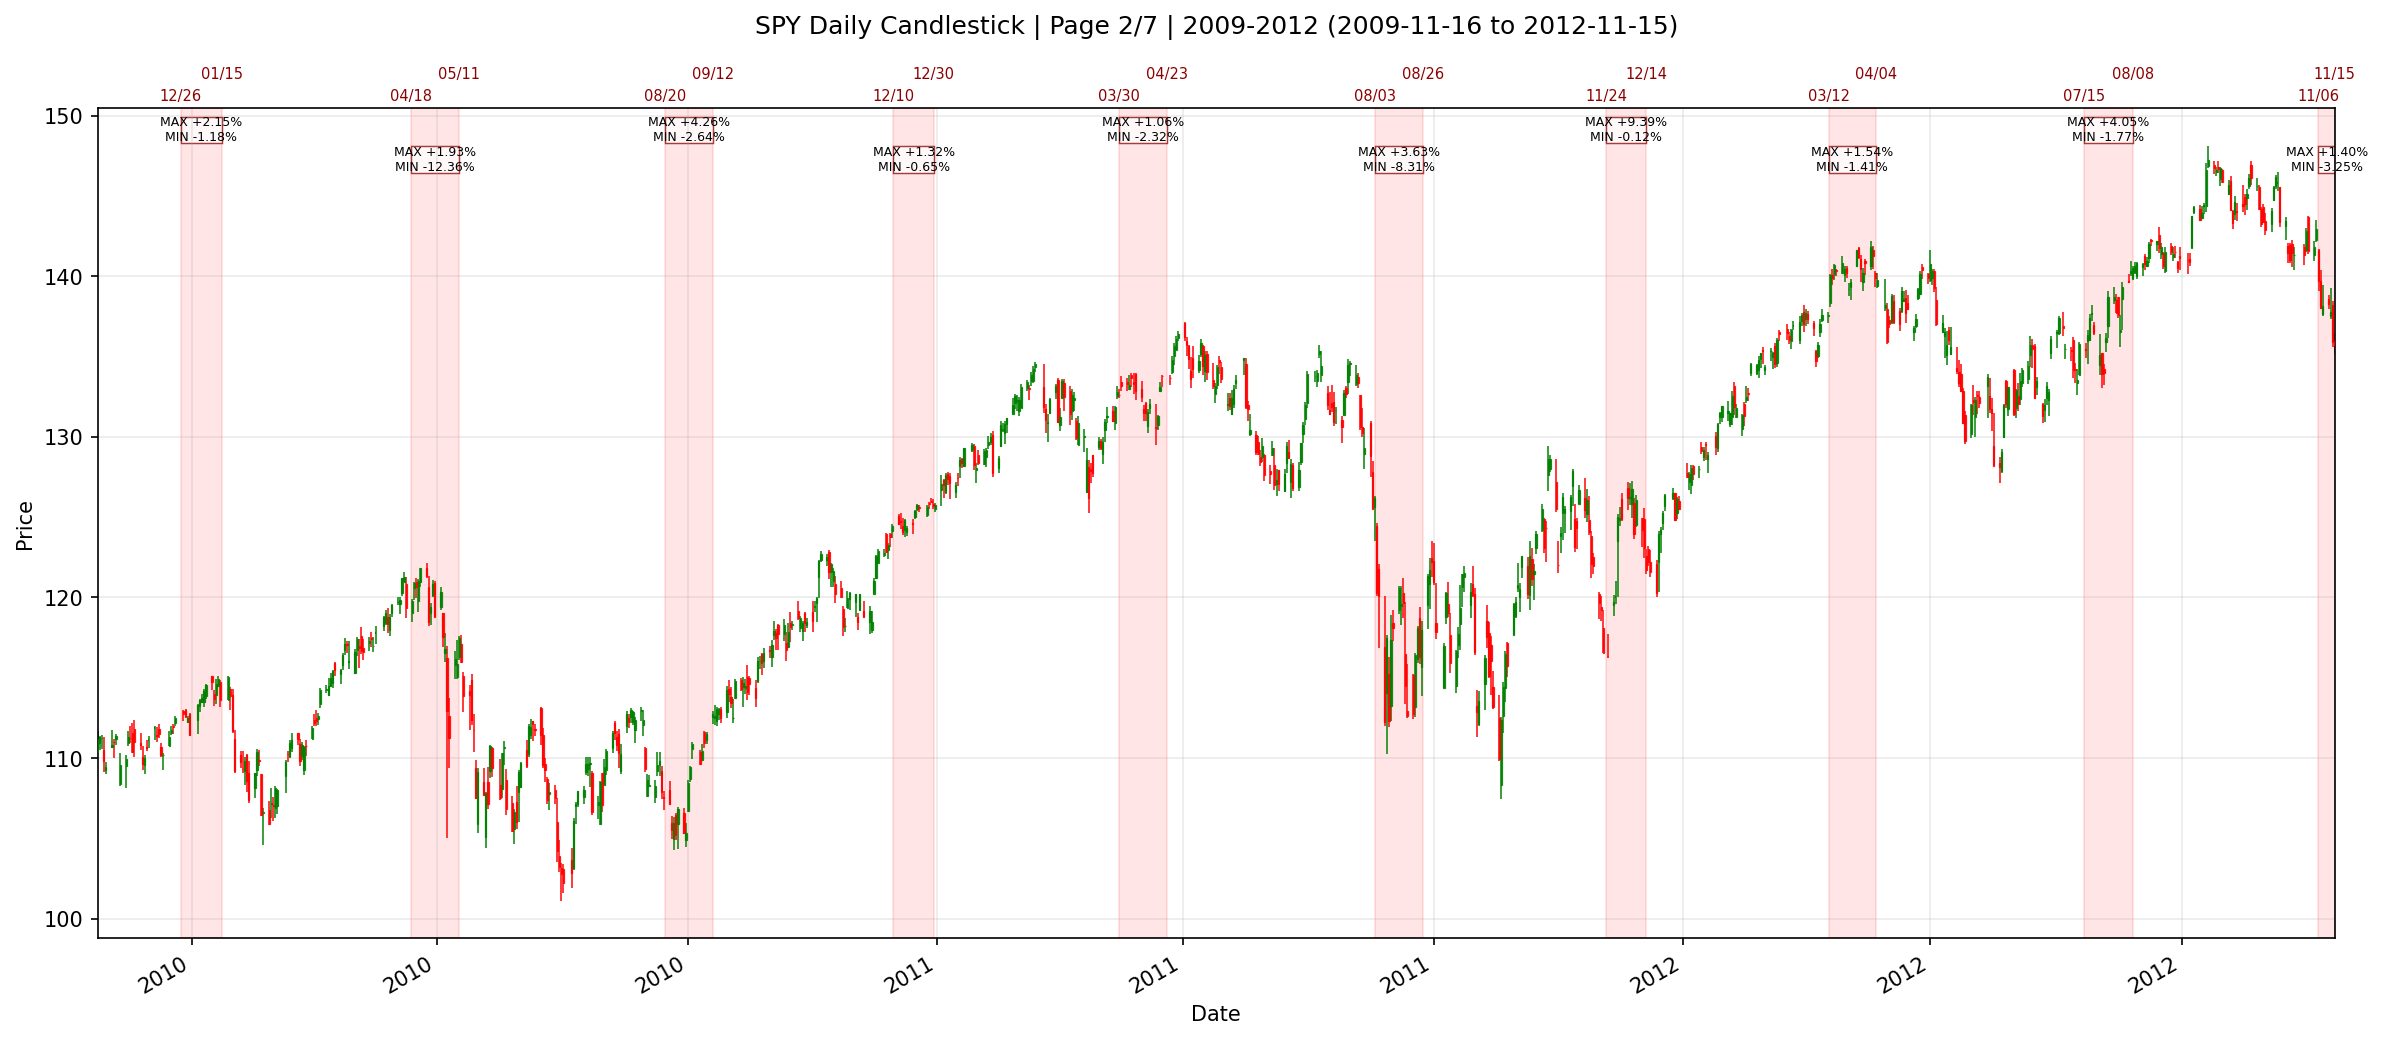 SPY Daily Candlestick | Page 2/7 | 2009-2012 (2009-11-16 to 2012-11-15)
01/15 05/11 09/12 12/30 04/23 08/26 12/14 04/04 08/08 11/15
12/26 04/18 08/20 12/10 03/30 08/03 11/24 03/12 07/15 11/06
150
MAX +2.15% MAX +4.26% MAX +1.06% MAX +9.39% MAX +4.05%
MIN -1.18% MIN -2.64% MIN -2.32% MIN -0.12% MIN -1.77%
MAX +1.93% MAX +1.32% MAX +3.63% MAX +1.54% MAX +1.40%
MIN -12.36% MIN -0.65% MIN -8.31% MIN -1.41% MIN -3.25%
140
130
Price
120
110
100
2010 2010 2010 2011 2011 2011 2012 2012 2012
Date